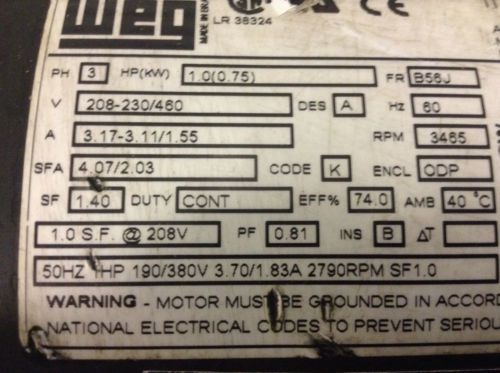 WEG
MADE IN BRA
LR 38324
CE
PH 3 HP(KW) 1.0(0.75) FR B56J
V 208-230/460 DES A Hz 60
A 3.17-3.11/1.55 RPM 3465
SFA 4.07/2.03 CODE K ENCL ODP
SF 1.40 DUTY CONT EFF% 74.0 AMB 40 °C
1.0 S.F. @ 208V PF 0.81 INS B ΔT
50HZ 1HP 190/380V 3.70/1.83A 2790RPM SF1.0
WARNING - MOTOR MUST BE GROUNDED IN ACCORD
NATIONAL ELECTRICAL CODES TO PREVENT SERIOU